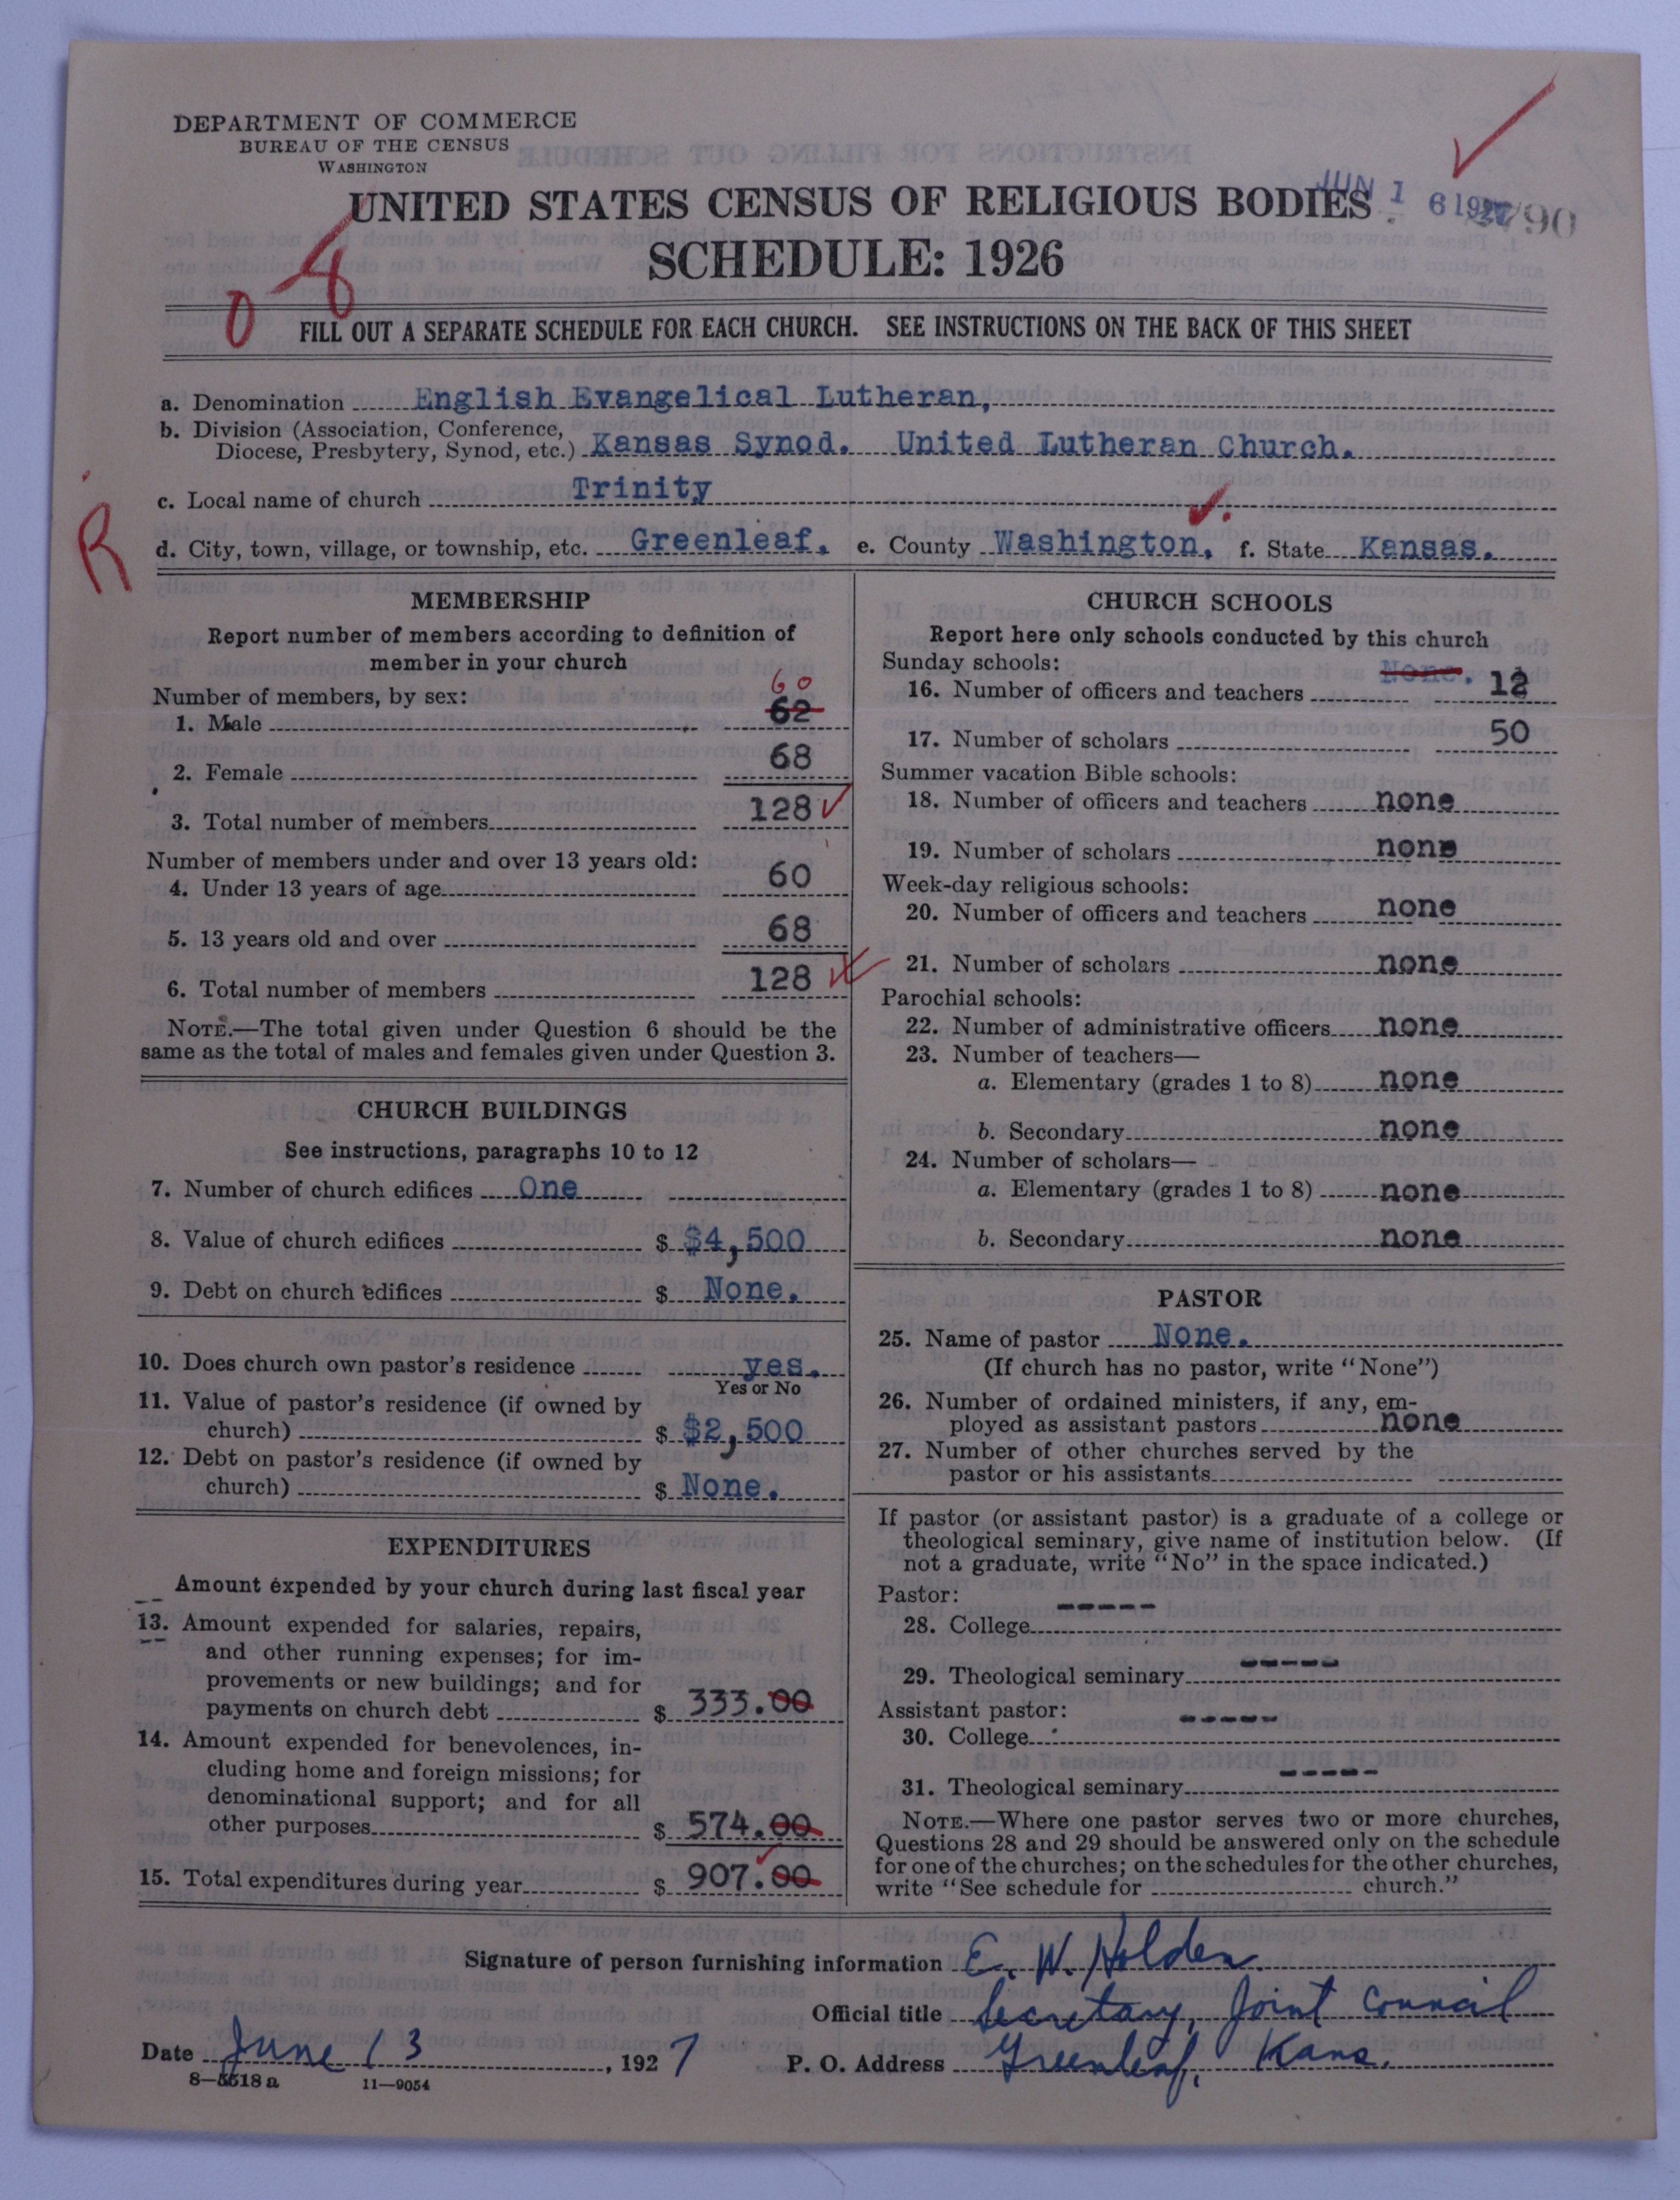 DEPARTMENT OF COMMERCE
BUREAU OF THE CENSUS
WASHINGTON
UNITED STATES CENSUS OF RELIGIOUS BODIES
SCHEDULE: 1926
JUN 16 1927
8
0
FILL OUT A SEPARATE SCHEDULE FOR EACH CHURCH. SEE INSTRUCTIONS ON THE BACK OF THIS SHEET
a. Denomination English Evangelical Lutheran,
b. Division (Association, Conference,
Diocese, Presbytery, Synod, etc.) Kansas Synod. United Lutheran Church.
c. Local name of church Trinity
R
d. City, town, village, or township, etc. Greenleaf. e. County Washington. f. State Kansas.
MEMBERSHIP
Report number of members according to definition of
member in your church
Number of members, by sex:
60
1. Male 62
2. Female 68
3. Total number of members 128
Number of members under and over 13 years old:
4. Under 13 years of age 60
5. 13 years old and over 68
6. Total number of members 128
NOTE.—The total given under Question 6 should be the
same as the total of males and females given under Question 3.
CHURCH BUILDINGS
See instructions, paragraphs 10 to 12
7. Number of church edifices One
8. Value of church edifices $ $4,500
9. Debt on church edifices $ None.
10. Does church own pastor's residence yes.
Yes or No
11. Value of pastor's residence (if owned by
church) $ $2,500
12. Debt on pastor's residence (if owned by
church) $ None.
EXPENDITURES
Amount expended by your church during last fiscal year
13. Amount expended for salaries, repairs,
and other running expenses; for im-
provements or new buildings; and for
payments on church debt $ 333.00
14. Amount expended for benevolences, in-
cluding home and foreign missions; for
denominational support; and for all
other purposes $ 574.00
15. Total expenditures during year $ 907.00
CHURCH SCHOOLS
Report here only schools conducted by this church
Sunday schools:
16. Number of officers and teachers None. 12
17. Number of scholars 50
Summer vacation Bible schools:
18. Number of officers and teachers none
19. Number of scholars none
Week-day religious schools:
20. Number of officers and teachers none
21. Number of scholars none
Parochial schools:
22. Number of administrative officers none
23. Number of teachers—
a. Elementary (grades 1 to 8) none
b. Secondary none
24. Number of scholars—
a. Elementary (grades 1 to 8) none
b. Secondary none
PASTOR
25. Name of pastor None.
(If church has no pastor, write "None")
26. Number of ordained ministers, if any, em-
ployed as assistant pastors none
27. Number of other churches served by the
pastor or his assistants
If pastor (or assistant pastor) is a graduate of a college or
theological seminary, give name of institution below. (If
not a graduate, write "No" in the space indicated.)
Pastor:
28. College -----
29. Theological seminary -----
Assistant pastor:
30. College -----
31. Theological seminary -----
NOTE.—Where one pastor serves two or more churches,
Questions 28 and 29 should be answered only on the schedule
for one of the churches; on the schedules for the other churches,
write "See schedule for church."
Signature of person furnishing information E. W. Holden.
Official title Secretary, Joint Council
Date June 13, 1927 P. O. Address Greenleaf, Kans.
8—5518 a 11—9054